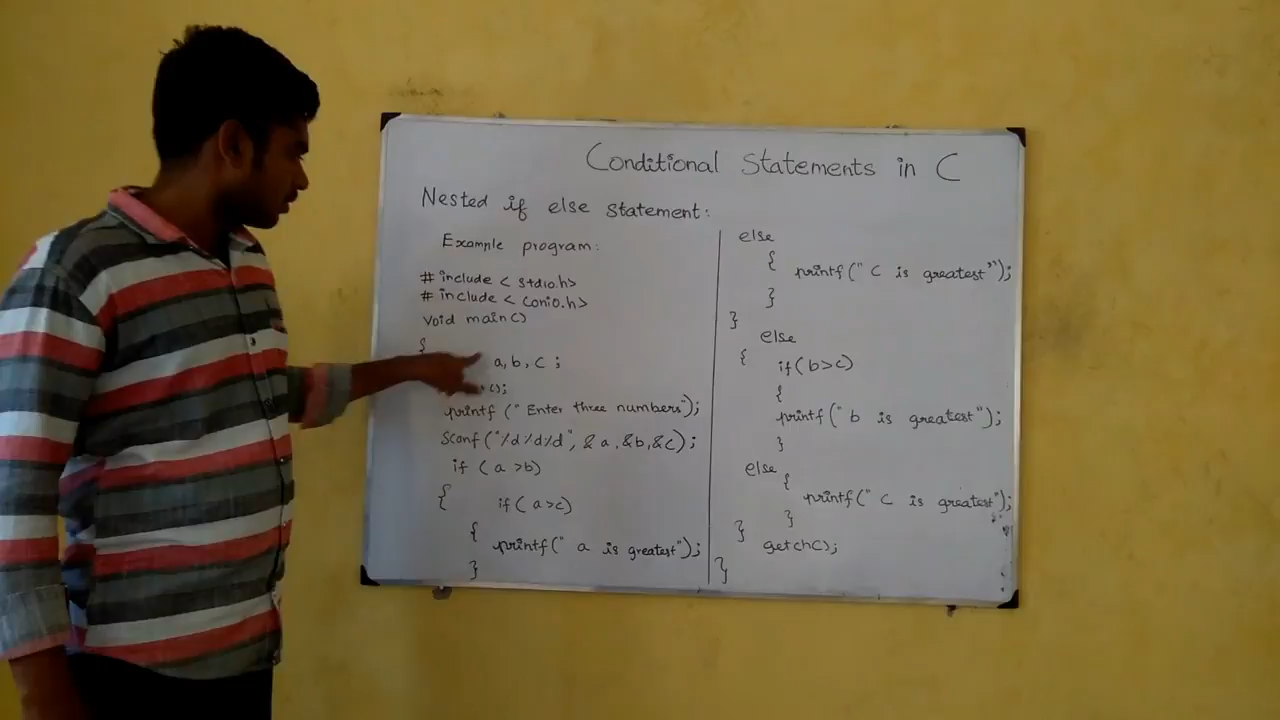 Conditional Statements in C
Nested if else statement:
Example program:
# include < stdio.h>
# include < conio.h>
void main()
{
a, b, c ;
();
printf (" Enter three numbers");
Scanf("%d%d%d", & a, &b, &c);
if ( a >b)
{
if ( a>c)
{
printf(" a is greatest");
}
else
{
printf(" C is greatest");
}
}
else
{
if( b>c)
{
printf(" b is greatest");
}
else
{
printf(" C is greatest");
}
}
getch();
}